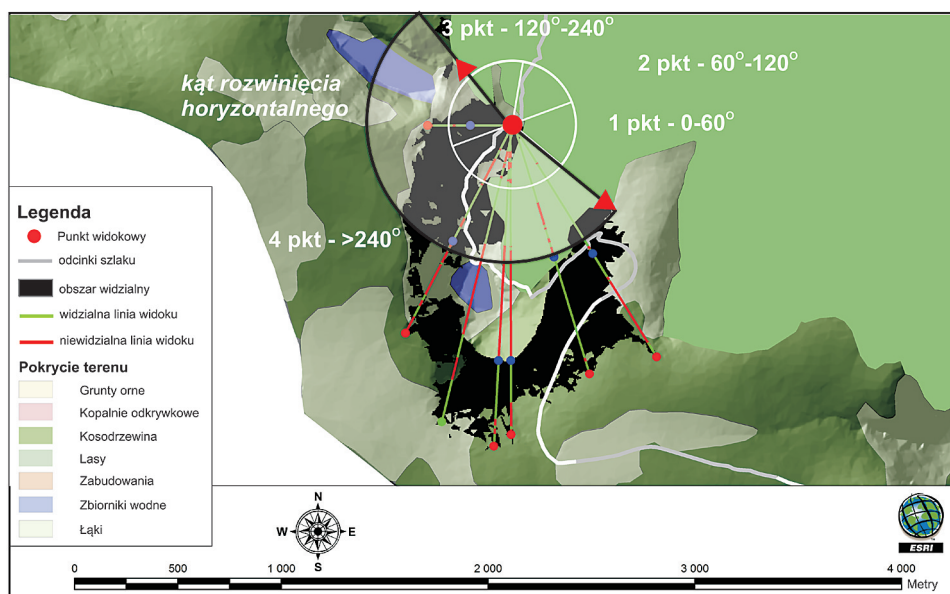 3 pkt - 120°-240°
2 pkt - 60°-120°
kąt rozwinięcia
horyzontalnego
1 pkt - 0-60°
4 pkt - >240°
Legenda
Punkt widokowy
odcinki szlaku
obszar widzialny
widzialna linia widoku
niewidzialna linia widoku
Pokrycie terenu
Grunty orne
Kopalnie odkrywkowe
Kosodrzewina
Lasy
Zabudowania
Zbiorniki wodne
Łąki
N
W E
S
ESRI
0 500 1 000 2 000 3 000 4 000
Metry